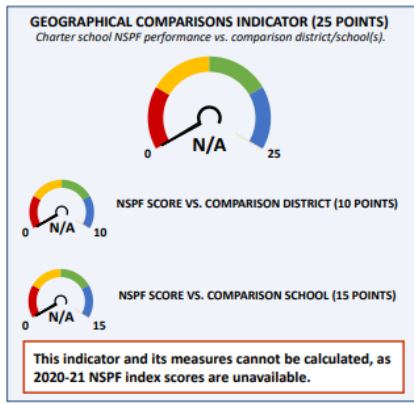 GEOGRAPHICAL COMPARISONS INDICATOR (25 POINTS)
Charter school NSPF performance vs. comparison district/school(s).
N/A
0 25
NSPF SCORE VS. COMPARISON DISTRICT (10 POINTS)
N/A
0 10
NSPF SCORE VS. COMPARISON SCHOOL (15 POINTS)
N/A
0 15
This indicator and its measures cannot be calculated, as
2020-21 NSPF index scores are unavailable.